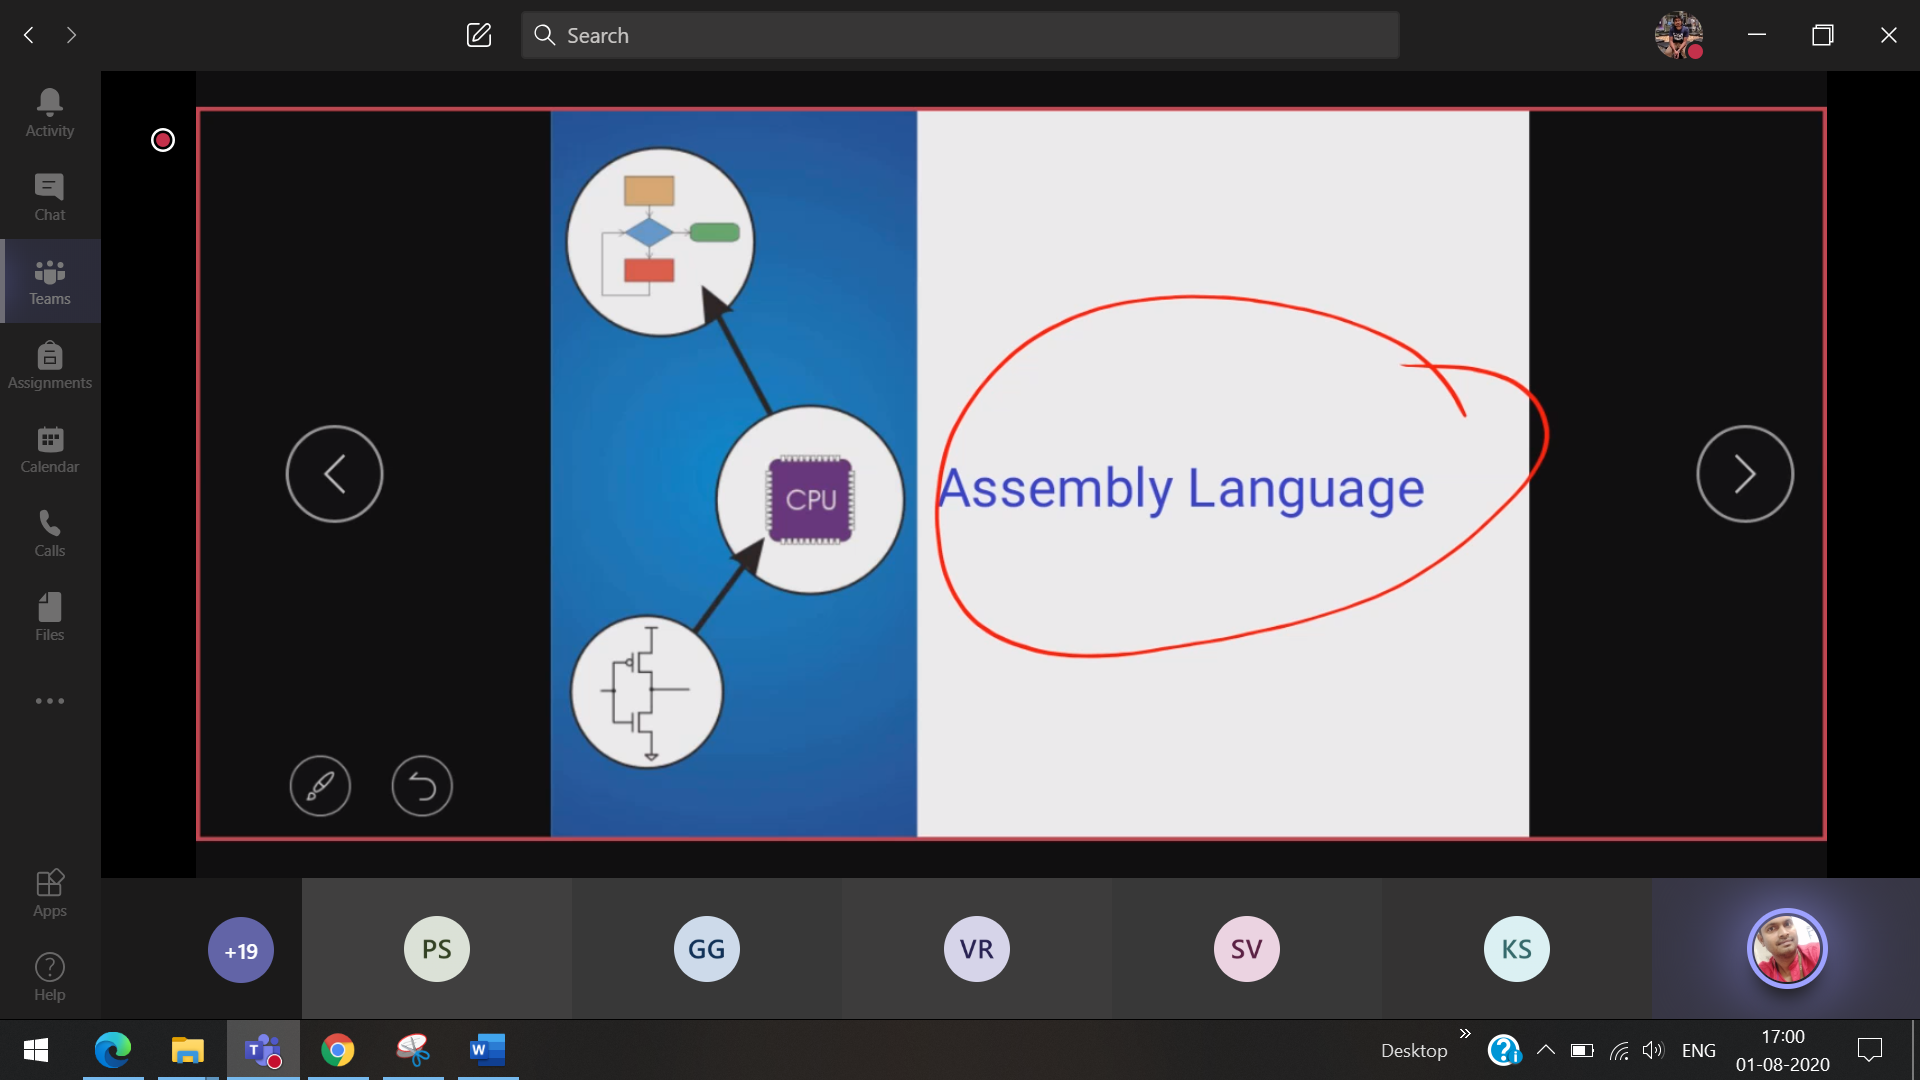 Search
Activity
Chat
Teams
Assignments
Calendar
Calls
Files
Apps
Help
CPU
Assembly Language
+19
PS
GG
VR
SV
KS
T
W
Desktop
ENG
17:00
01-08-2020